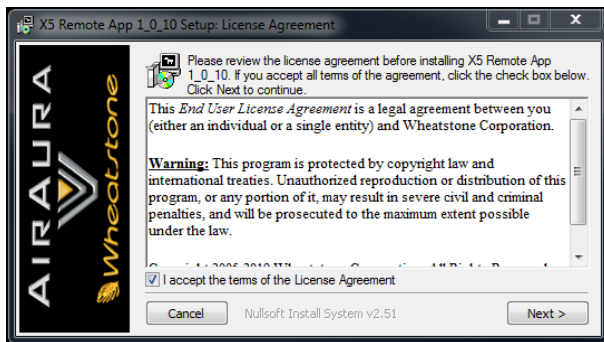 X5 Remote App 1_0_10 Setup: License Agreement
AIRAURA
Wheatstone
Please review the license agreement before installing X5 Remote App
1_0_10. If you accept all terms of the agreement, click the check box below.
Click Next to continue.
This End User License Agreement is a legal agreement between you
(either an individual or a single entity) and Wheatstone Corporation.
Warning: This program is protected by copyright law and
international treaties. Unauthorized reproduction or distribution of this
program, or any portion of it, may result in severe civil and criminal
penalties, and will be prosecuted to the maximum extent possible
under the law.
I accept the terms of the License Agreement
Cancel
Nullsoft Install System v2.51
Next >